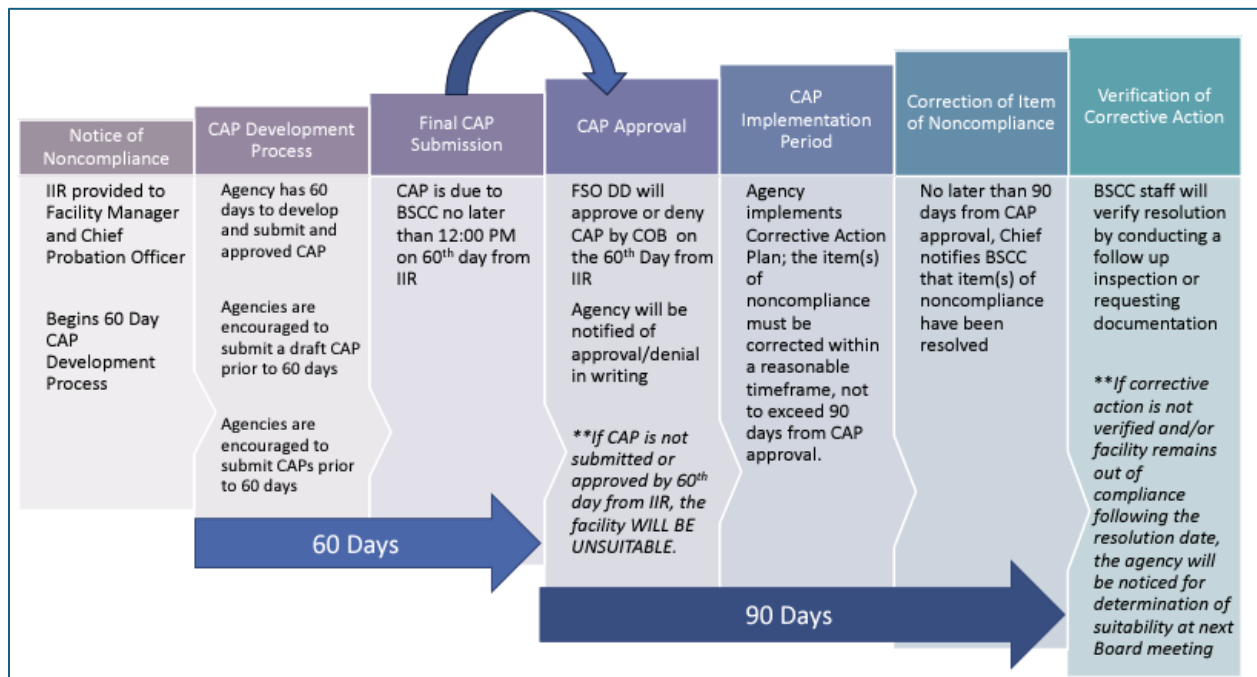 Notice of
Noncompliance
IIR provided to
Facility Manager
and Chief
Probation Officer
Begins 60 Day
CAP
Development
Process
CAP Development
Process
Agency has 60
days to develop
and submit and
approved CAP
Agencies are
encouraged to
submit a draft CAP
prior to 60 days
Agencies are
encouraged to
submit CAPs prior
to 60 days
Final CAP
Submission
CAP is due to
BSCC no later
than 12:00 PM
on 60th day from
IIR
60 Days
CAP Approval
FSO DD will
approve or deny
CAP by COB on
the 60th Day from
IIR
Agency will be
notified of
approval/denial
in writing
**If CAP is not
submitted or
approved by 60th
day from IIR, the
facility WILL BE
UNSUITABLE.
CAP
Implementation
Period
Agency
implements
Corrective Action
Plan; the item(s)
of
noncompliance
must be
corrected within
a reasonable
timeframe, not
to exceed 90
days from CAP
approval.
Correction of Item
of Noncompliance
No later than 90
days from CAP
approval, Chief
notifies BSCC
that item(s) of
noncompliance
have been
resolved
90 Days
Verification of
Corrective Action
BSCC staff will
verify resolution
by conducting a
follow up
inspection or
requesting
documentation
**If corrective
action is not
verified and/or
facility remains
out of
compliance
following the
resolution date,
the agency will
be noticed for
determination of
suitability at next
Board meeting